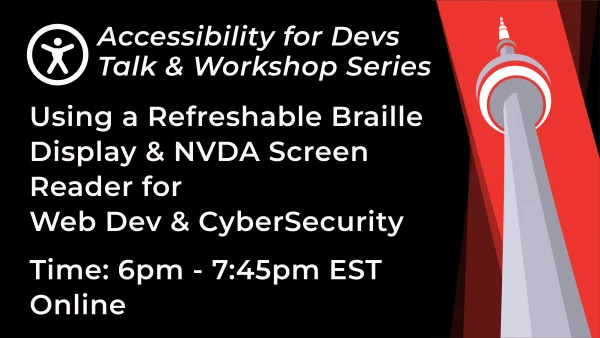 Accessibility for Devs
Talk & Workshop Series
Using a Refreshable Braille
Display & NVDA Screen
Reader for
Web Dev & CyberSecurity
Time: 6pm - 7:45pm EST
Online